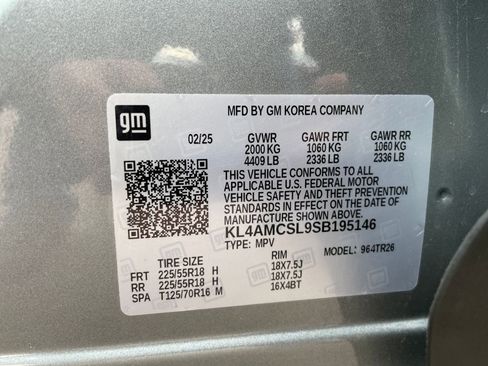 gm
MFD BY GM KOREA COMPANY
02/25 GVWR GAWR FRT GAWR RR
2000 KG 1060 KG 1060 KG
4409 LB 2336 LB 2336 LB
THIS VEHICLE CONFORMS TO ALL
APPLICABLE U.S. FEDERAL MOTOR
VEHICLE SAFETY AND THEFT PREVENTION
STANDARDS IN EFFECT ON THE DATE OF
MANUFACTURE SHOWN ABOVE.
KL4AMCSL9SB195146
TYPE: MPV MODEL: 964TR26
TIRE SIZE RIM
FRT 225/55R18 H 18X7.5J
RR 225/55R18 H 18X7.5J
SPA T125/70R16 M 16X4BT